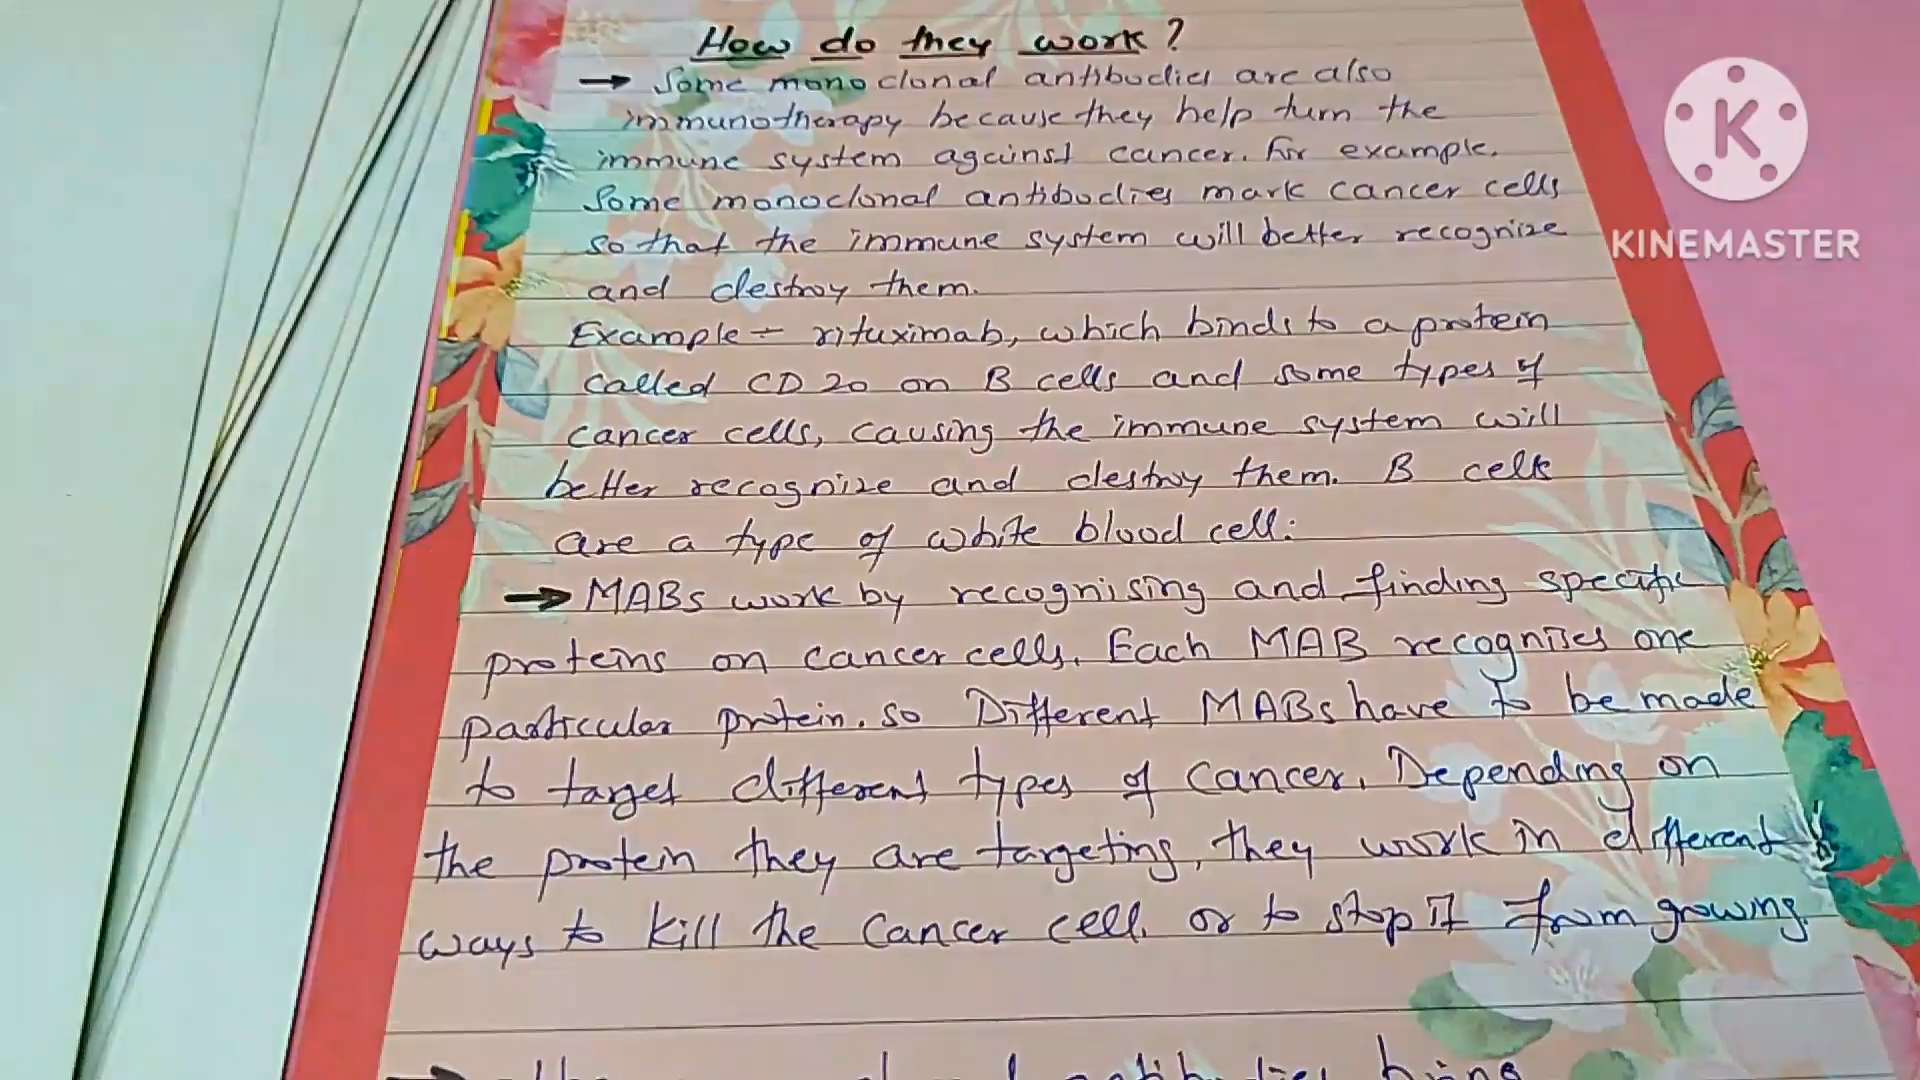 How do they work?
→ Some monoclonal antibodies are also
immunotherapy because they help turn the
immune system against cancer. For example.
Some monoclonal antibodies mark cancer cells
so that the immune system will better recognize
and destroy them.
Example - rituximab, which binds to a protein
called CD20 on B cells and some types of
cancer cells, causing the immune system will
better recognize and destroy them. B cells
are a type of white blood cell.
→ MABs work by recognising and finding specific
proteins on cancer cells. Each MAB recognises one
particular protein. so Different MABs have to be made
to target different types of cancer. Depending on
the protein they are targeting, they work in different
ways to kill the cancer cell. or to stop it from growing.
antibodies
K
KINEMASTER